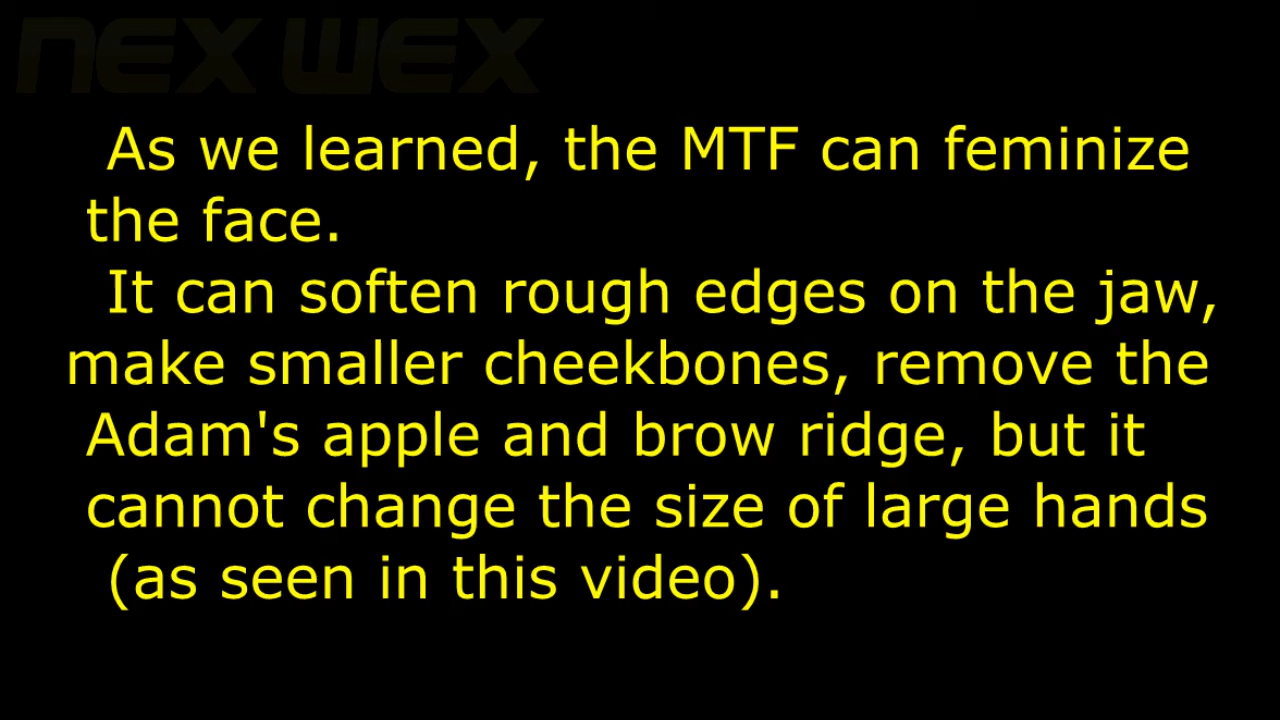 NEX WEX
As we learned, the MTF can feminize
the face.
It can soften rough edges on the jaw,
make smaller cheekbones, remove the
Adam's apple and brow ridge, but it
cannot change the size of large hands
(as seen in this video).